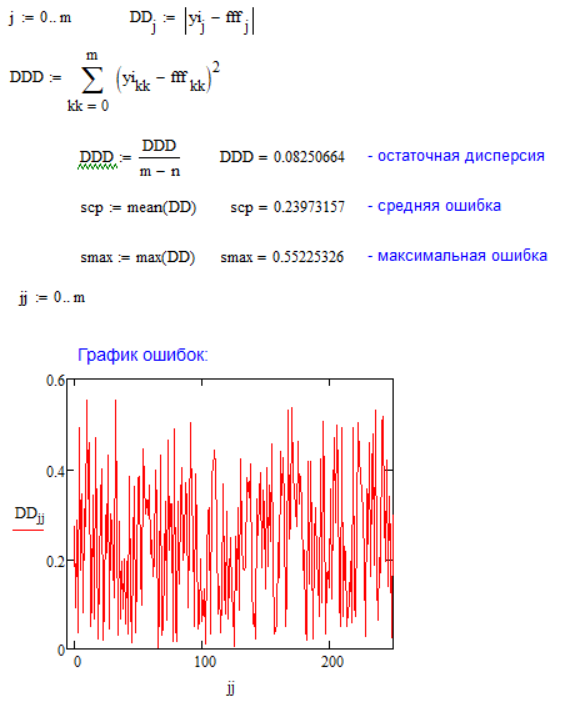 j := 0.. m DD_j := |yi_j − fff_j|
DDD := ∑_{kk = 0}^{m} (yi_kk − fff_kk)^2
DDD := DDD / (m − n) DDD = 0.08250664 - остаточная дисперсия
scp := mean(DD) scp = 0.23973157 - средняя ошибка
smax := max(DD) smax = 0.55225326 - максимальная ошибка
jj := 0.. m
График ошибок:
0.6
0.4
DD_jj
0.2
0
0 100 200
jj